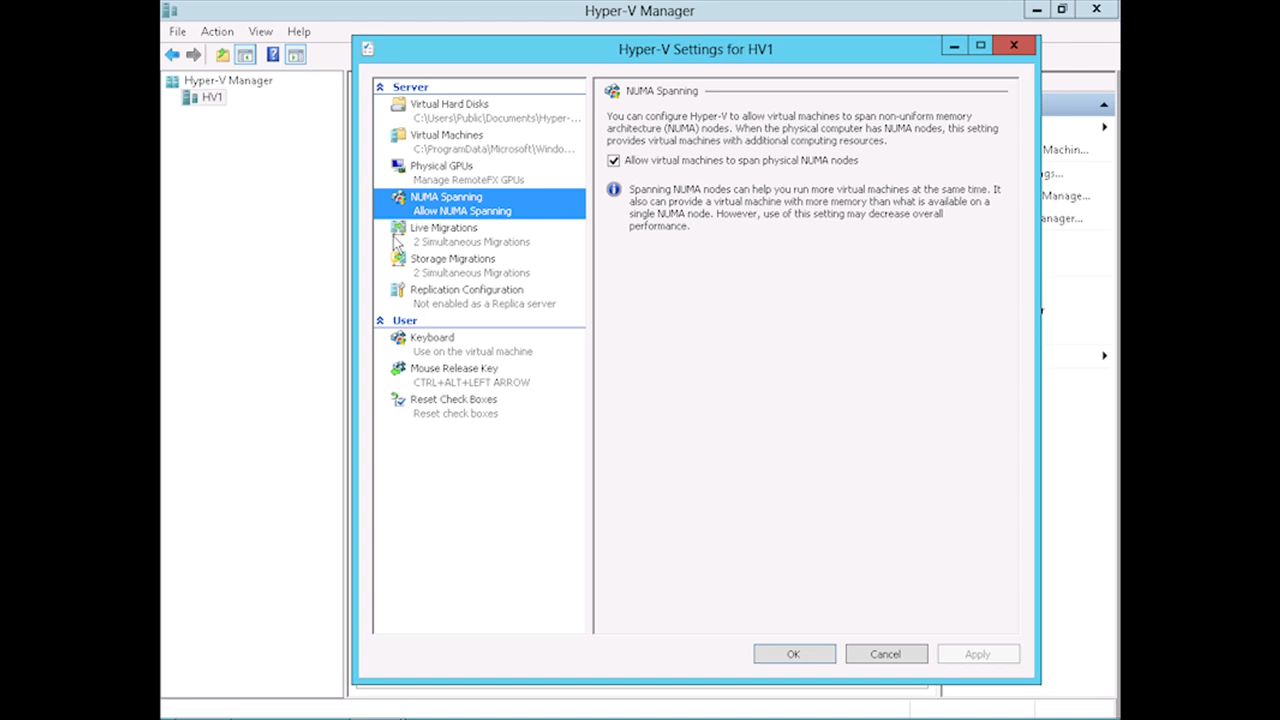 Hyper-V Manager
File Action View Help
Hyper-V Manager
HV1
Hyper-V Settings for HV1
Server
Virtual Hard Disks
C:\Users\Public\Documents\Hyper-...
Virtual Machines
C:\ProgramData\Microsoft\Windo...
Physical GPUs
Manage RemoteFX GPUs
NUMA Spanning
Allow NUMA Spanning
Live Migrations
2 Simultaneous Migrations
Storage Migrations
2 Simultaneous Migrations
Replication Configuration
Not enabled as a Replica server
User
Keyboard
Use on the virtual machine
Mouse Release Key
CTRL+ALT+LEFT ARROW
Reset Check Boxes
Reset check boxes
NUMA Spanning
You can configure Hyper-V to allow virtual machines to span non-uniform memory
architecture (NUMA) nodes. When the physical computer has NUMA nodes, this setting
provides virtual machines with additional computing resources.
Allow virtual machines to span physical NUMA nodes
Spanning NUMA nodes can help you run more virtual machines at the same time. It
also can provide a virtual machine with more memory than what is available on a
single NUMA node. However, use of this setting may decrease overall
performance.
OK Cancel Apply
Machin...
gs...
Manage...
anager...